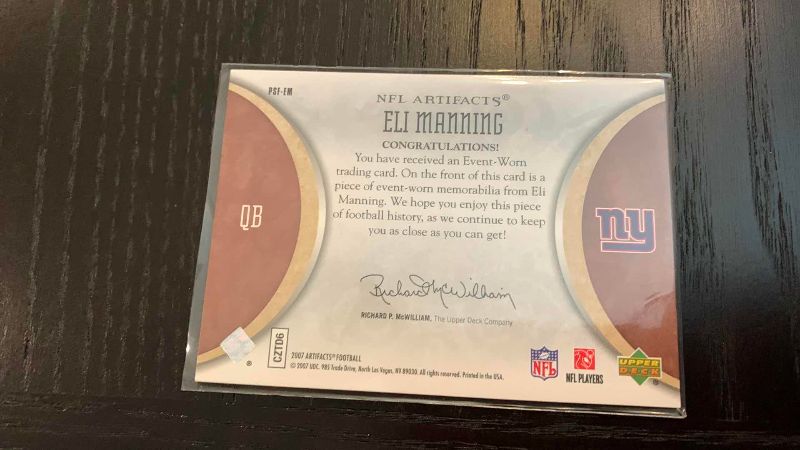 PSF-EM
NFL ARTIFACTS®
ELI MANNING
CONGRATULATIONS!
You have received an Event-Worn
trading card. On the front of this card is a
piece of event-worn memorabilia from Eli
Manning. We hope you enjoy this piece
of football history, as we continue to keep
you as close as you can get!
QB
ny
Richard McWilliam
RICHARD P. McWILLIAM, The Upper Deck Company
CZTD6
2007 ARTIFACTS® FOOTBALL
© 2007 UDC. 985 Trade Drive, North Las Vegas, NV 89030. All rights reserved. Printed in the USA.
®
NFL
NFL PLAYERS
UPPER
DECK
®